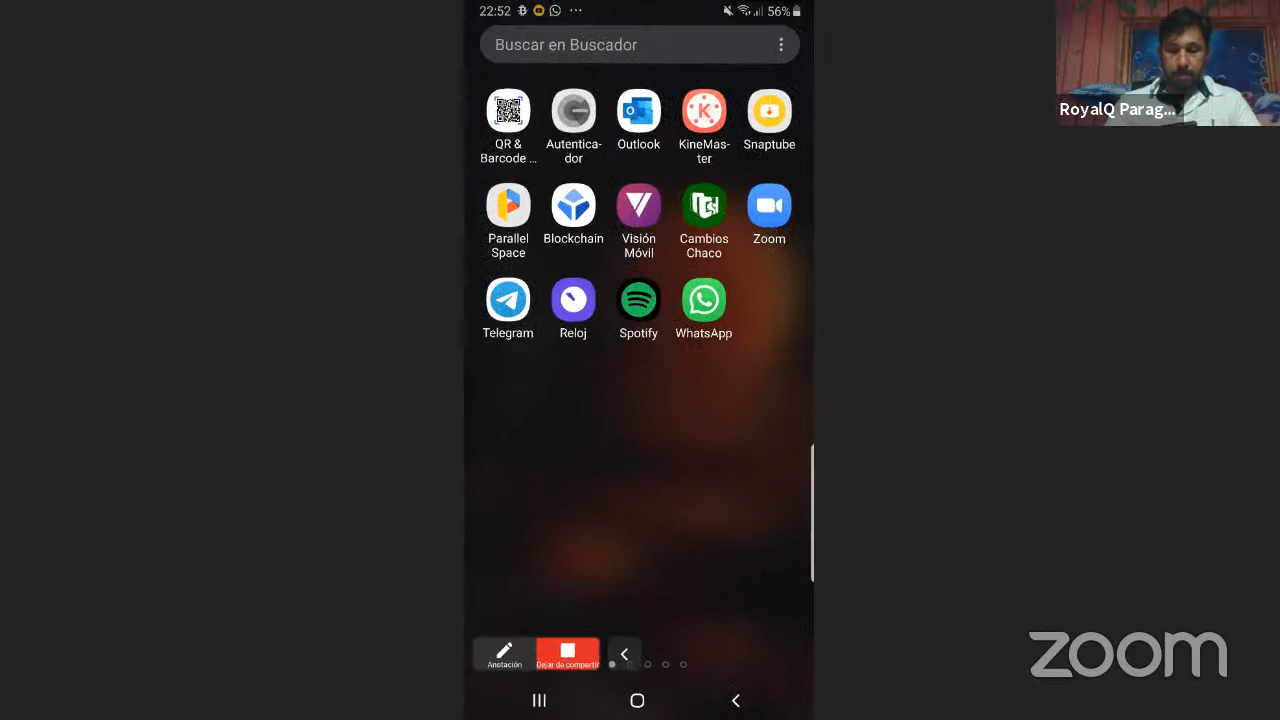 22:52
56%
Buscar en Buscador
QR &
Barcode ...
Autentica-
dor
Outlook
KineMas-
ter
Snaptube
Parallel
Space
Blockchain
Visión
Móvil
Cambios
Chaco
Zoom
Telegram
Reloj
Spotify
WhatsApp
Anotación
Dejar de compartir
RoyalQ Parag...
zoom